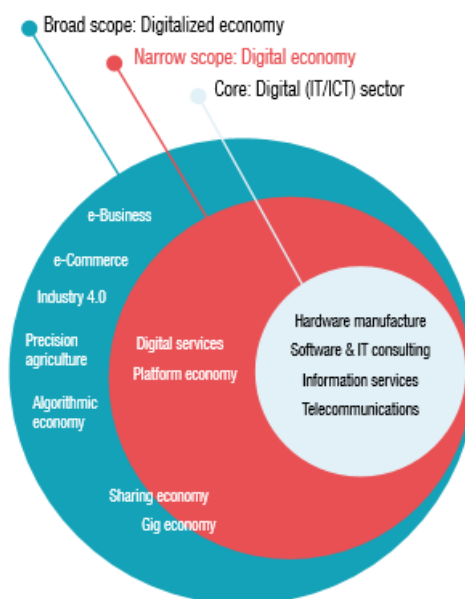 Broad scope: Digitalized economy
Narrow scope: Digital economy
Core: Digital (IT/ICT) sector
e-Business
e-Commerce
Industry 4.0
Precision
agriculture
Algorithmic
economy
Digital services
Platform economy
Sharing economy
Gig economy
Hardware manufacture
Software & IT consulting
Information services
Telecommunications